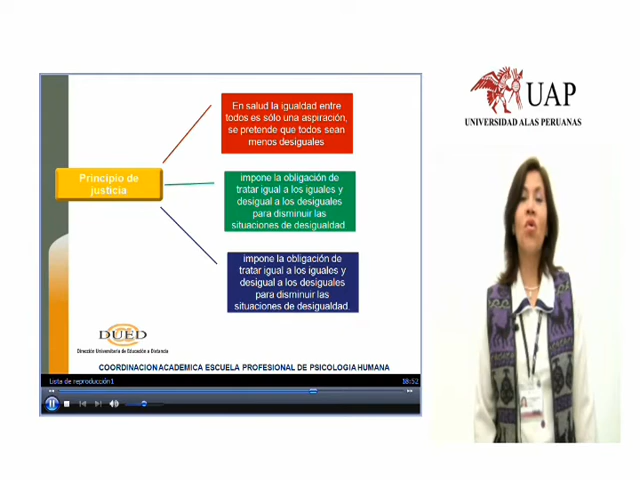 En salud la igualdad entre
todos es sólo una aspiración,
se pretende que todos sean
menos desiguales
Principio de
justicia
impone la obligación de
tratar igual a los iguales y
desigual a los desiguales
para disminuir las
situaciones de desigualdad
impone la obligación de
tratar igual a los iguales y
desigual a los desiguales
para disminuir las
situaciones de desigualdad.
DUED
Dirección Universitaria de Educación a Distancia
COORDINACION ACADEMICA ESCUELA PROFESIONAL DE PSICOLOGIA HUMANA
Lista de reproducción1
18:52
UAP
UNIVERSIDAD ALAS PERUANAS